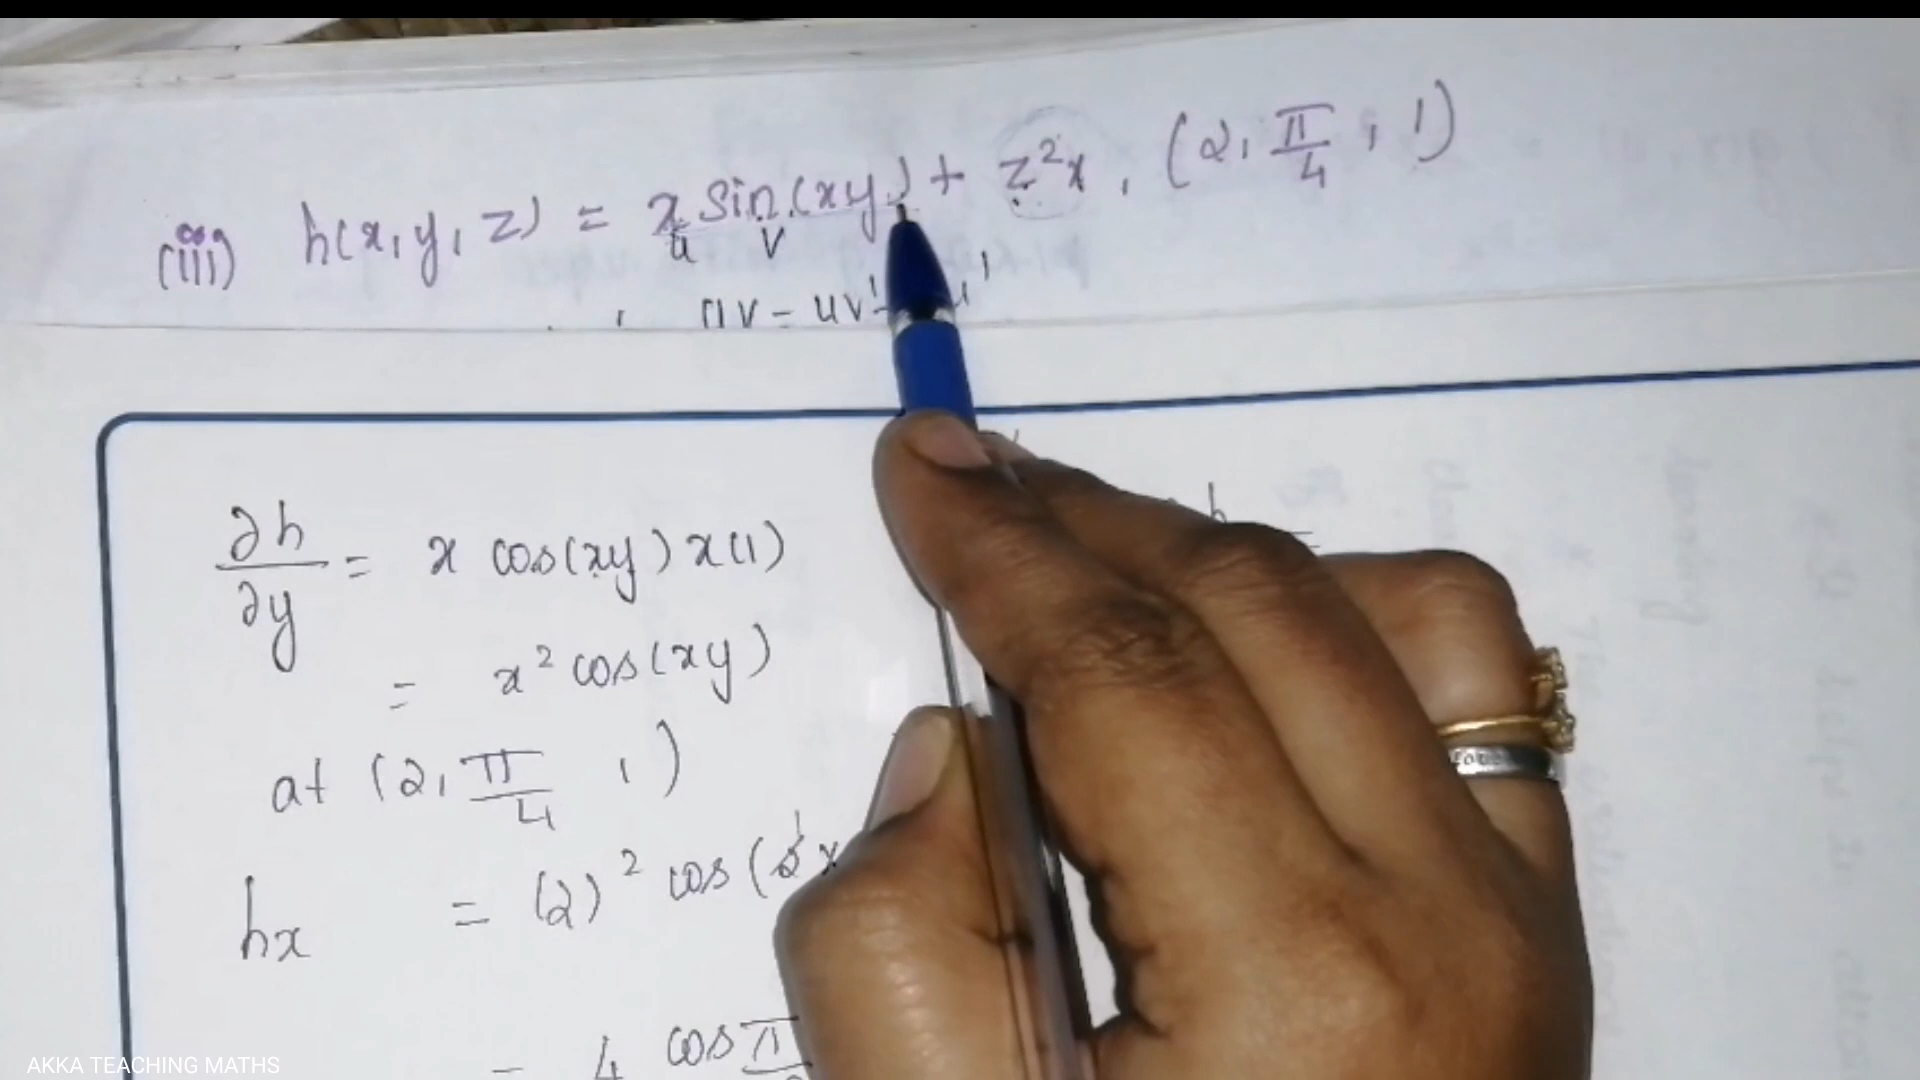 (iii) h(x, y, z) = x sin(xy) + z²x, (2, π/4, 1)
u v
uv = uv' u'
∂h/∂y = x cos(xy) x(1)
= x² cos(xy)
at (2, π/4, 1)
hx = (2)² cos(2 x
= 4 cos π
h
AKKA TEACHING MATHS